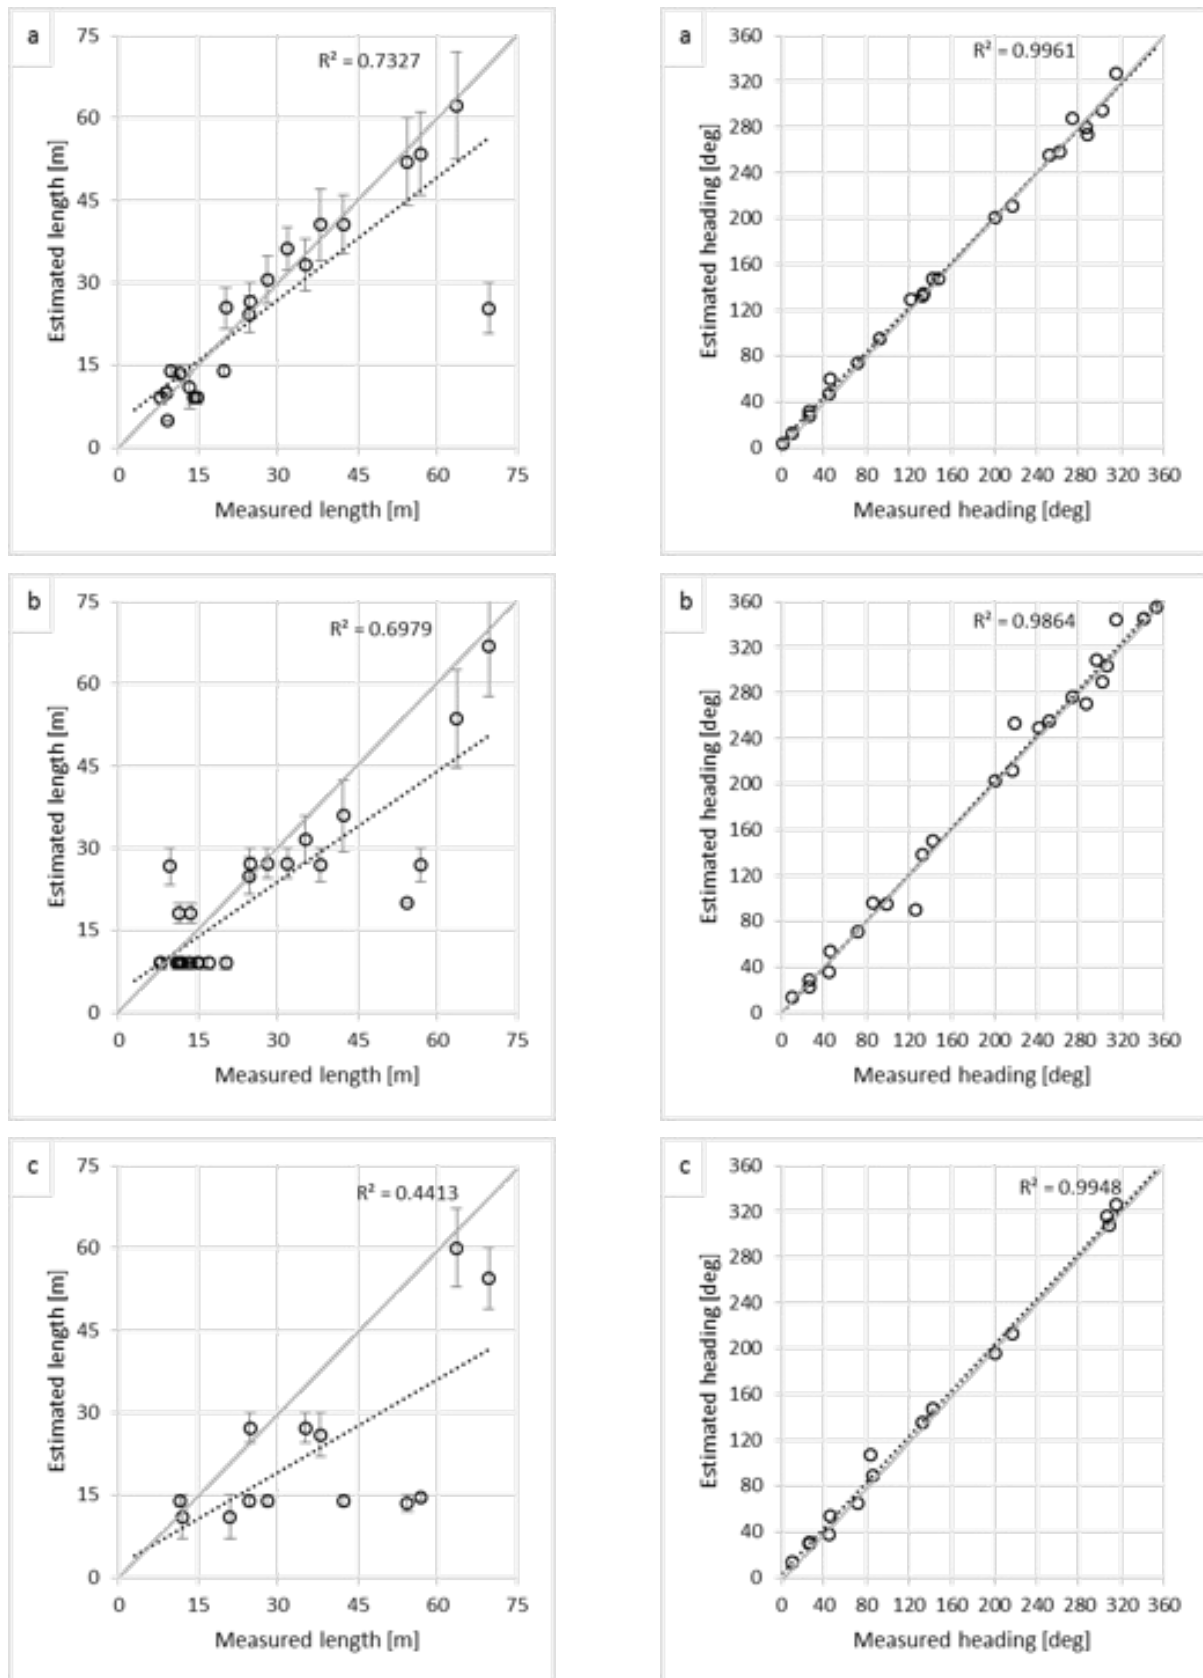 a
R² = 0.7327
75
60
45
30
15
0
Estimated length [m]
0 15 30 45 60 75
Measured length [m]
a
R² = 0.9961
360
320
280
240
200
160
120
80
40
0
Estimated heading [deg]
0 40 80 120 160 200 240 280 320 360
Measured heading [deg]
b
R² = 0.6979
75
60
45
30
15
0
Estimated length [m]
0 15 30 45 60 75
Measured length [m]
b
R² = 0.9864
360
320
280
240
200
160
120
80
40
0
Estimated heading [deg]
0 40 80 120 160 200 240 280 320 360
Measured heading [deg]
c
R² = 0.4413
75
60
45
30
15
0
Estimated length [m]
0 15 30 45 60 75
Measured length [m]
c
R² = 0.9948
360
320
280
240
200
160
120
80
40
0
Estimated heading [deg]
0 40 80 120 160 200 240 280 320 360
Measured heading [deg]